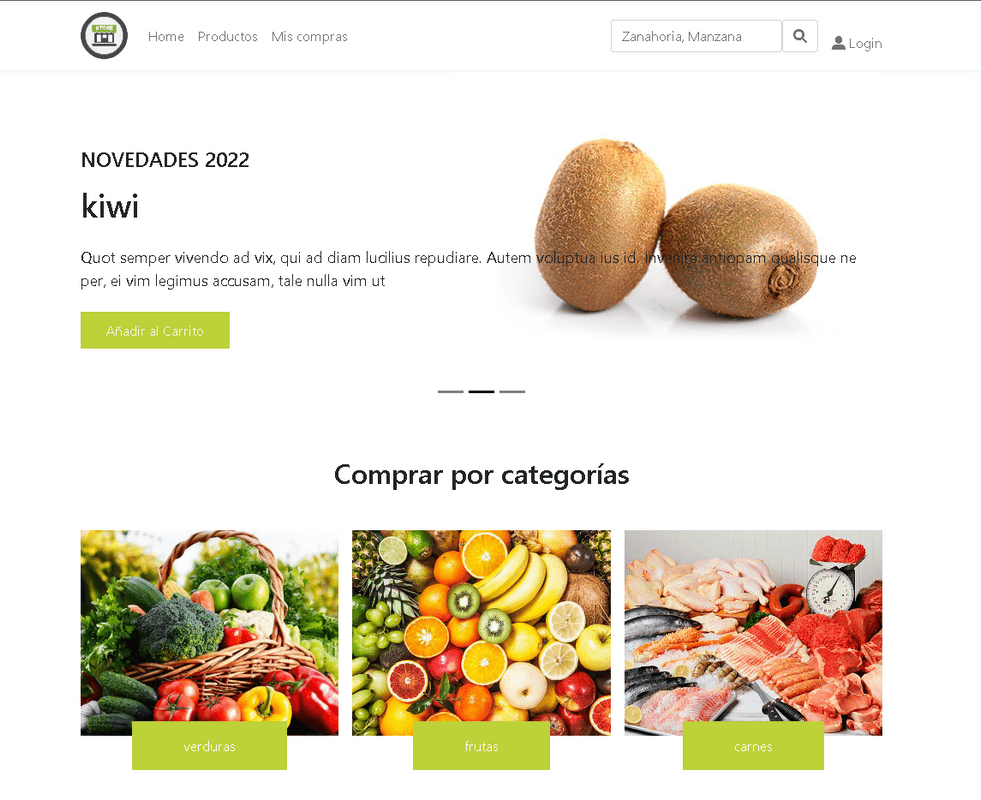 STORE
Home Productos Mis compras Zanahoria, Manzana Login
NOVEDADES 2022
kiwi
Quot semper vivendo ad vix, qui ad diam lucilius repudiare. Autem voluptua ius id. Invenire antiopam qualisque ne
per, ei vim legimus accusam, tale nulla vim ut
Añadir al Carrito
Comprar por categorías
verduras frutas carnes